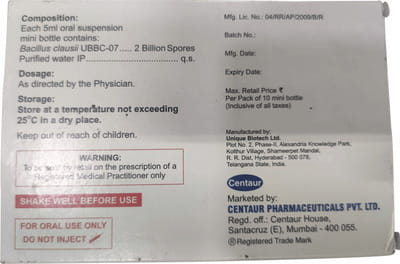 Composition:
Each 5ml oral suspension
mini bottle contains:
Bacillus clausii UBBC-07..... 2 Billion Spores
Purified water IP........................ q.s.
Dosage:
As directed by the Physician.
Storage:
Store at a temperature not exceeding
25°C in a dry place.
Keep out of reach of children.
WARNING:
To be sold by retail on the prescription of a
Registered Medical Practitioner only
SHAKE WELL BEFORE USE
FOR ORAL USE ONLY
DO NOT INJECT
Mfg. Lic. No.: 04/RR/AP/2009/B/R
Batch No.:
Mfg. Date:
Expiry Date:
Max. Retail Price ₹
Per Pack of 10 mini bottle
(Inclusive of all taxes)
Manufactured by:
Unique Biotech Ltd.
Plot No. 2, Phase-II, Alexandria Knowledge Park,
Kolthur Village, Shameerpet Mandal,
R. R. Dist, Hyderabad - 500 078,
Telangana State, India.
Centaur
Marketed by:
CENTAUR PHARMACEUTICALS PVT. LTD.
Regd. off.: Centaur House,
Santacruz (E), Mumbai - 400 055.
® Registered Trade Mark